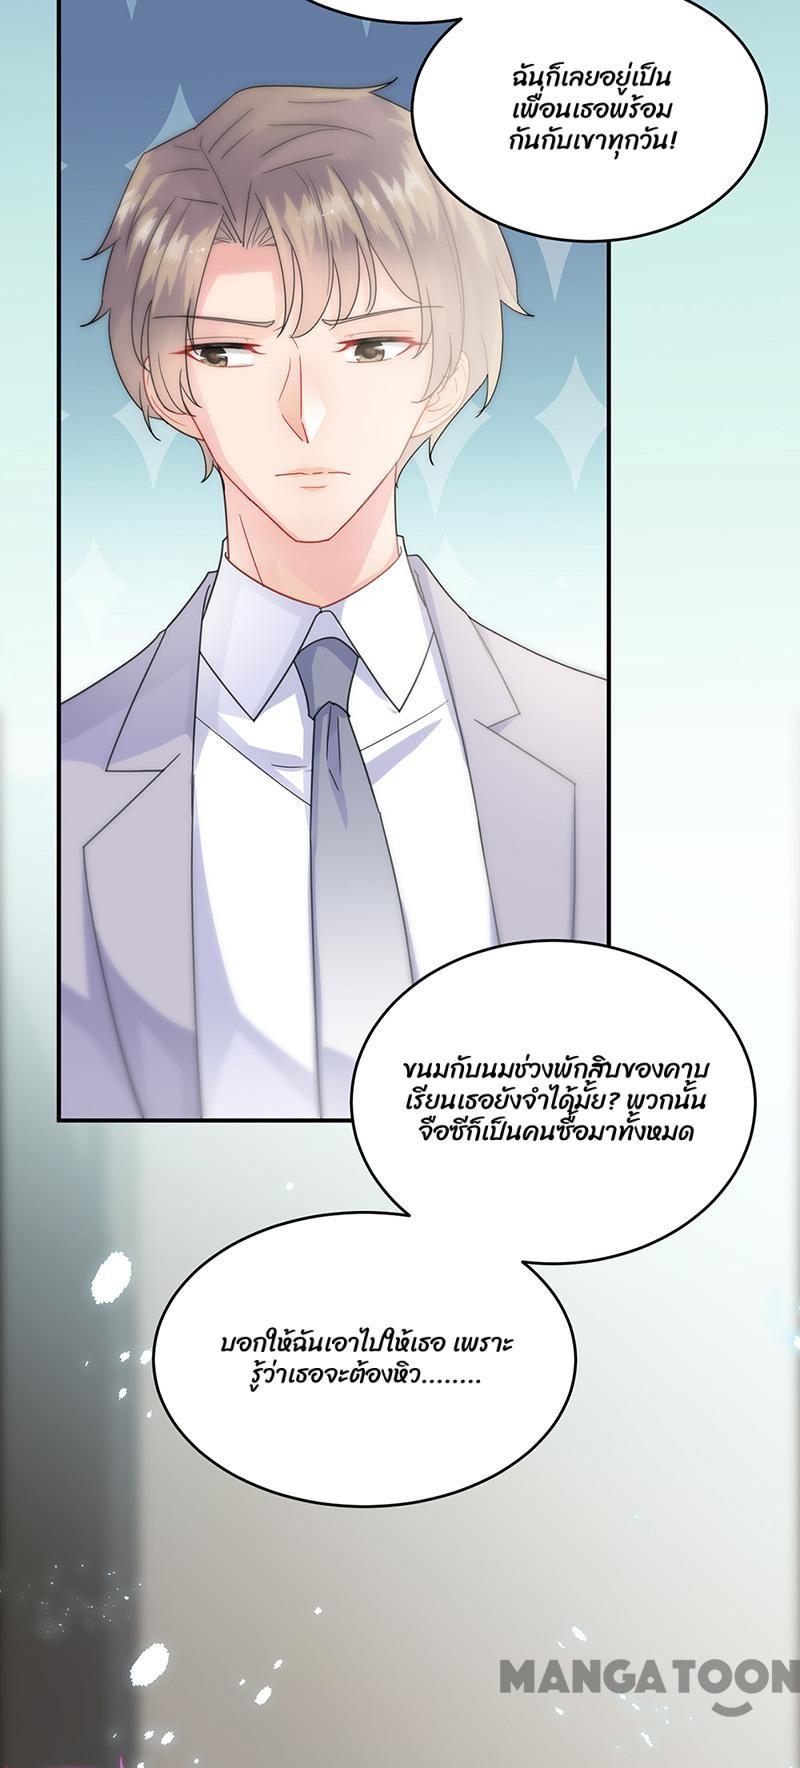 ฉันก็เลยอยู่เป็น
เพื่อนเธอพร้อม
กันกับเขาทุกวัน!
ขนมกับนมช่วงพักสิบของคาบ
เรียนเธอยังจำได้มั้ย? พวกนั้น
จือซีก็เป็นคนซื้อมาทั้งหมด
บอกให้ฉันเอาไปให้เธอ เพราะ
รู้ว่าเธอจะต้องหิว........
MANGATOON